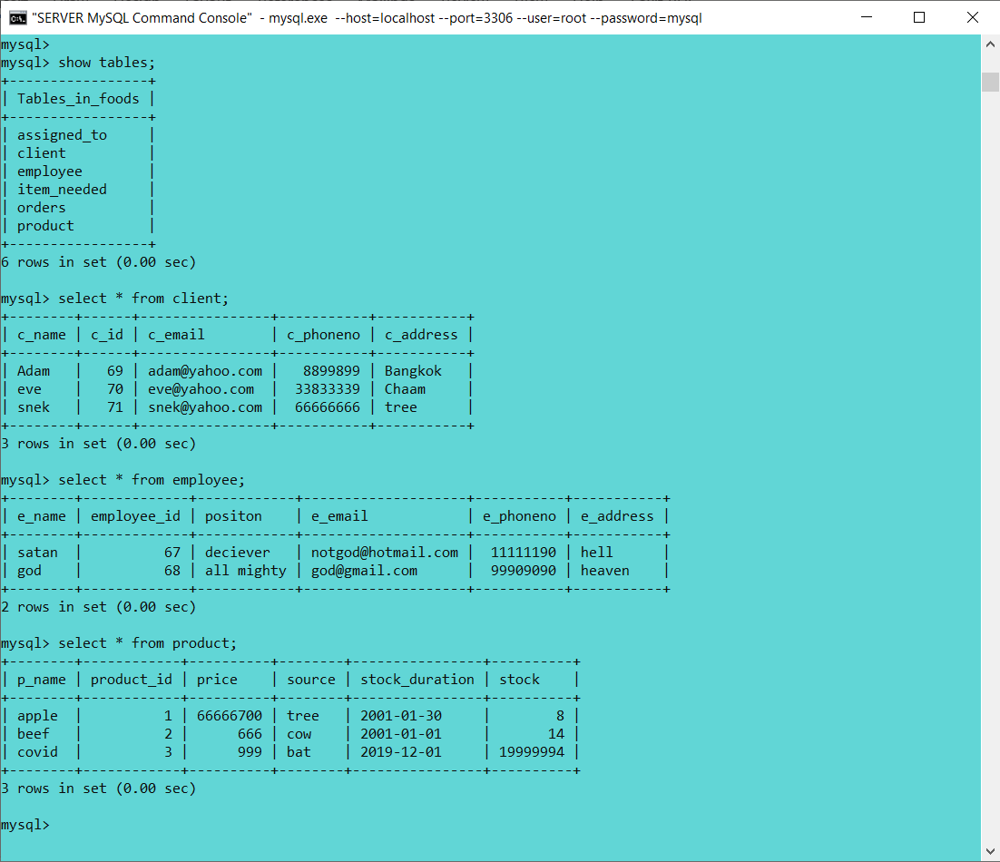 "SERVER MySQL Command Console" - mysql.exe --host=localhost --port=3306 --user=root --password=mysql
mysql>
mysql> show tables;
+-----------------+
| Tables_in_foods |
+-----------------+
| assigned_to     |
| client          |
| employee        |
| item_needed     |
| orders          |
| product         |
+-----------------+
6 rows in set (0.00 sec)

mysql> select * from client;
+--------+------+----------------+-----------+-----------+
| c_name | c_id | c_email        | c_phoneno | c_address |
+--------+------+----------------+-----------+-----------+
| Adam   |   69 | adam@yahoo.com |   8899899 | Bangkok   |
| eve    |   70 | eve@yahoo.com  |  33833339 | Chaam     |
| snek   |   71 | snek@yahoo.com |  66666666 | tree      |
+--------+------+----------------+-----------+-----------+
3 rows in set (0.00 sec)

mysql> select * from employee;
+--------+-------------+------------+--------------------+-----------+-----------+
| e_name | employee_id | positon    | e_email            | e_phoneno | e_address |
+--------+-------------+------------+--------------------+-----------+-----------+
| satan  |          67 | deciever   | notgod@hotmail.com |  11111190 | hell      |
| god    |          68 | all mighty | god@gmail.com      |  99909090 | heaven    |
+--------+-------------+------------+--------------------+-----------+-----------+
2 rows in set (0.00 sec)

mysql> select * from product;
+--------+------------+----------+--------+----------------+----------+
| p_name | product_id | price    | source | stock_duration | stock    |
+--------+------------+----------+--------+----------------+----------+
| apple  |          1 | 66666700 | tree   | 2001-01-30     |        8 |
| beef   |          2 |      666 | cow    | 2001-01-01     |       14 |
| covid  |          3 |      999 | bat    | 2019-12-01     | 19999994 |
+--------+------------+----------+--------+----------------+----------+
3 rows in set (0.00 sec)

mysql>